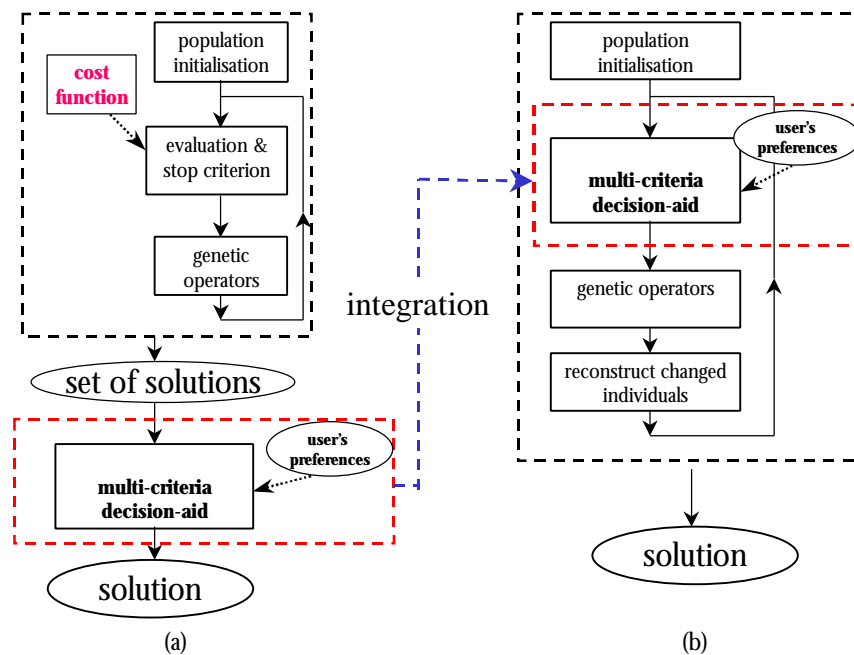 population
initialisation
cost
function
evaluation &
stop criterion
genetic
operators
set of solutions
user's
preferences
multi-criteria
decision-aid
solution
(a)
integration
population
initialisation
user's
preferences
multi-criteria
decision-aid
genetic operators
reconstruct changed
individuals
solution
(b)